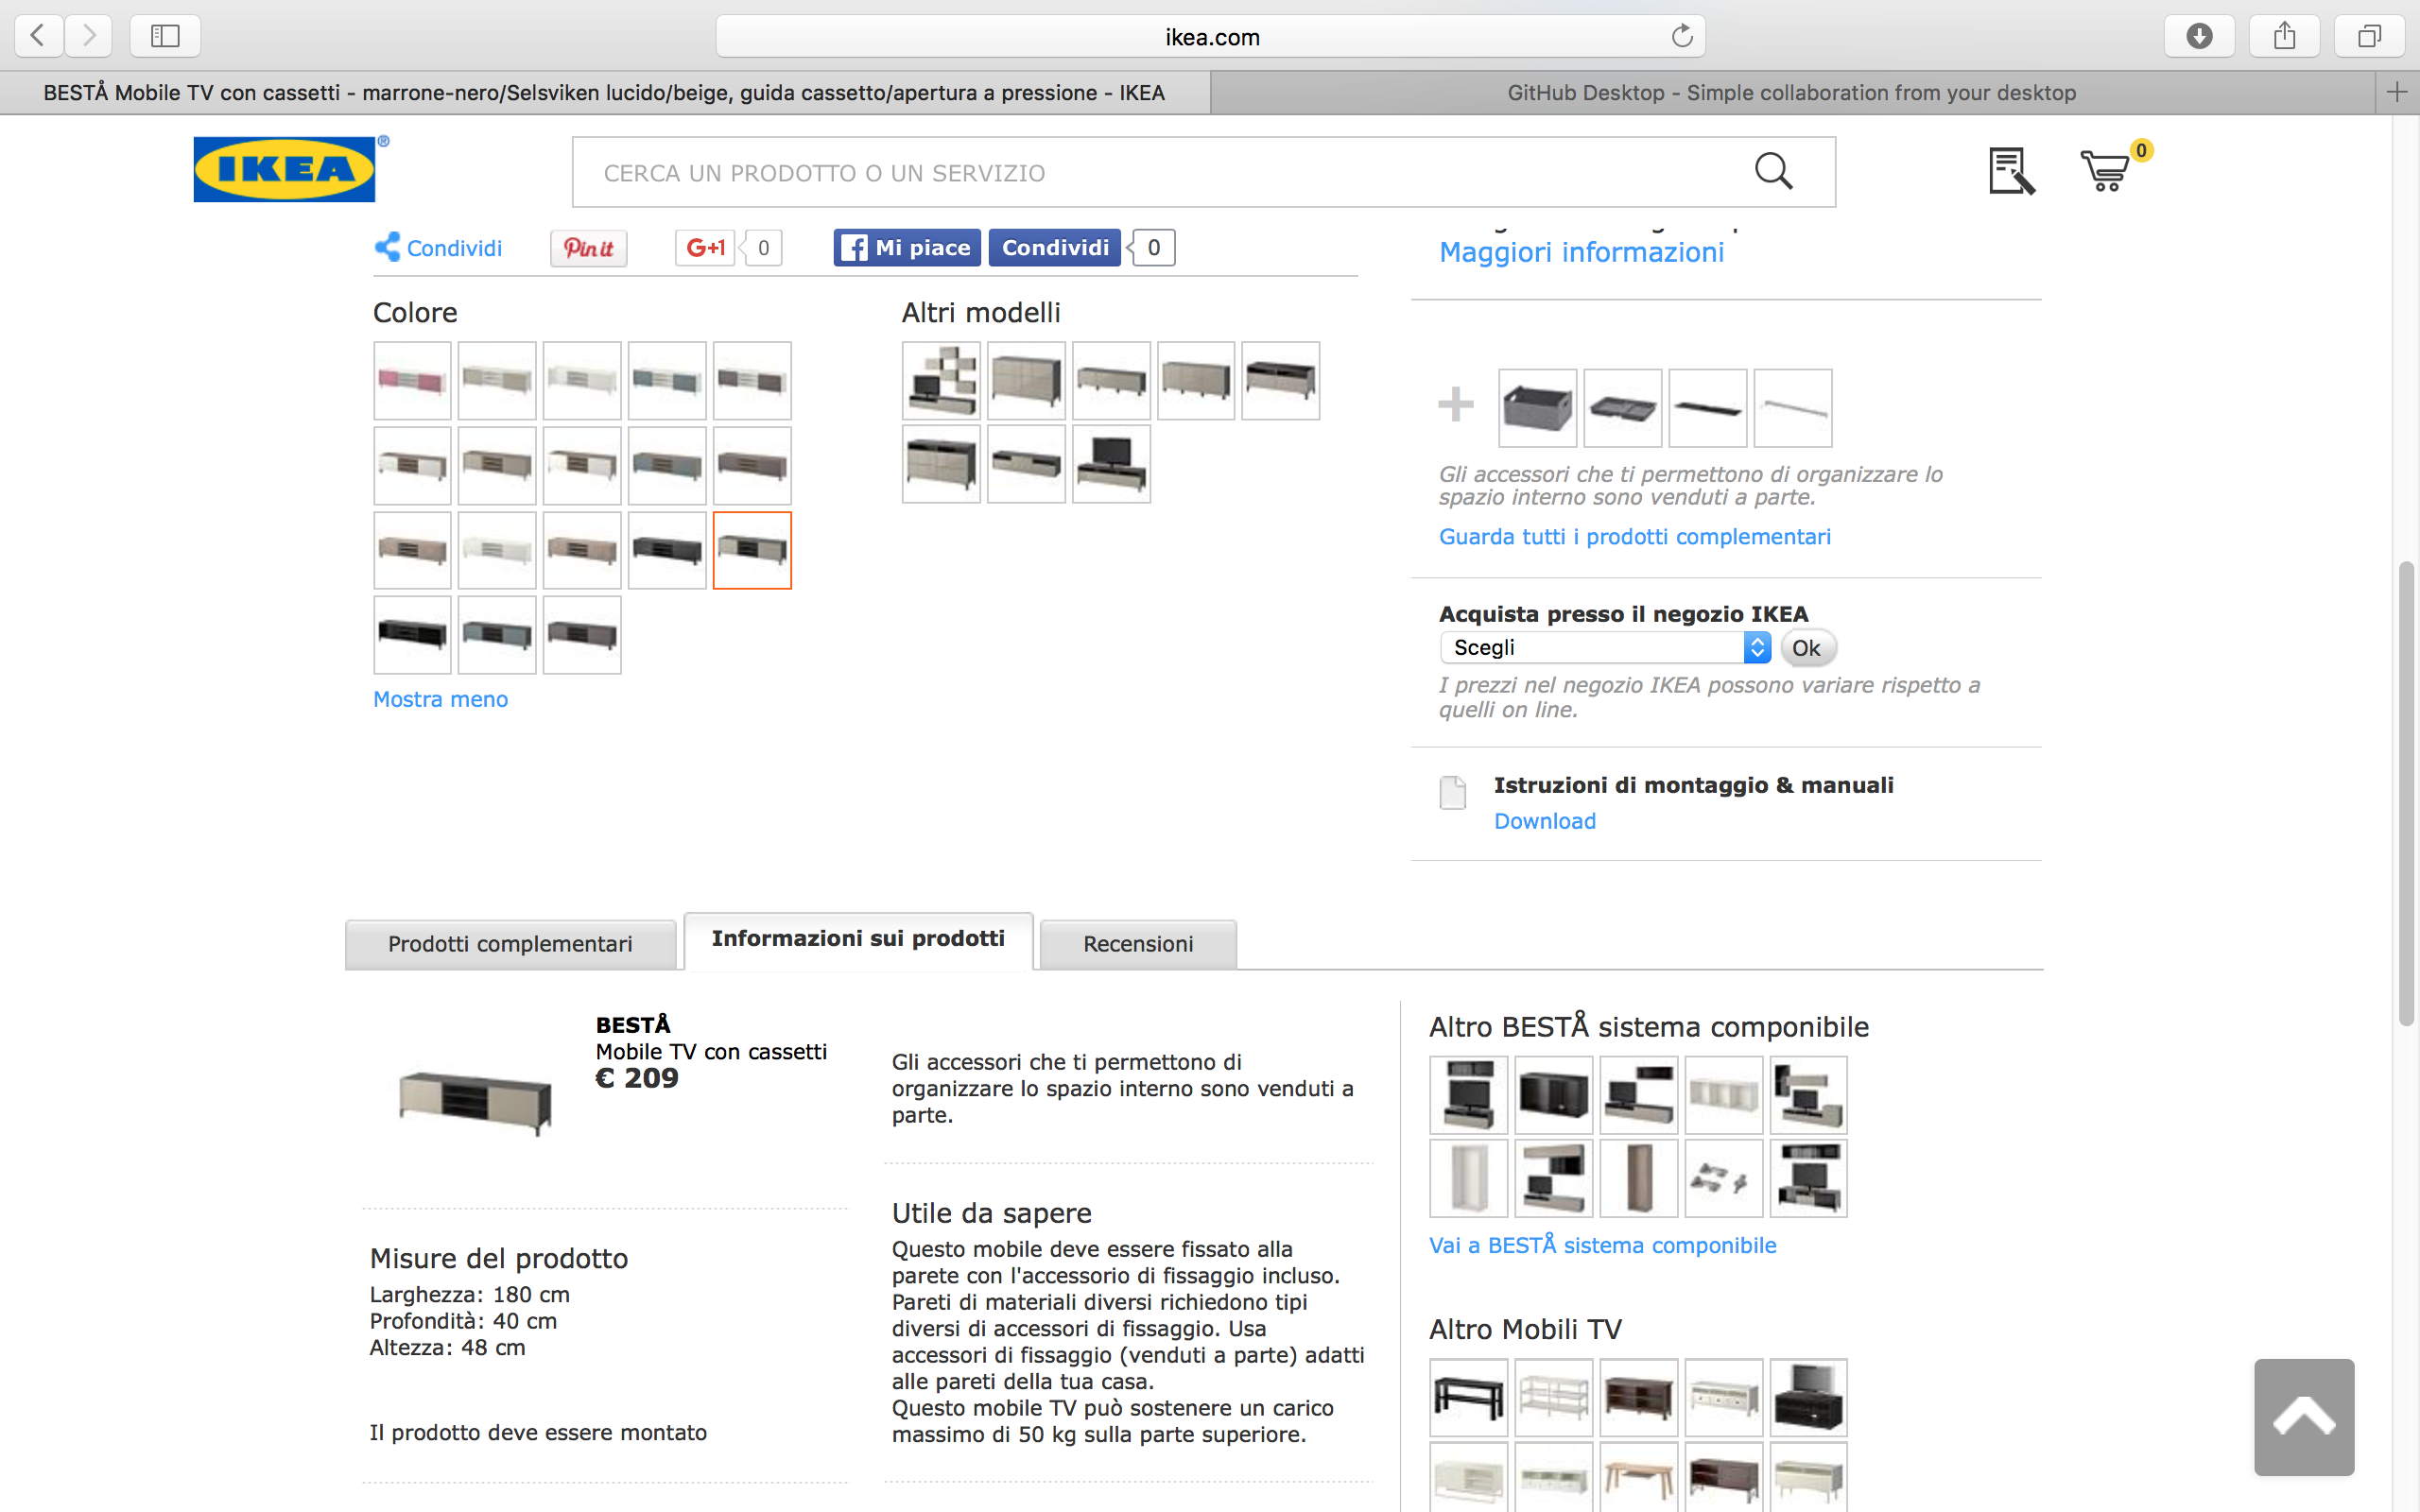 ikea.com
BESTÅ Mobile TV con cassetti - marrone-nero/Selsviken lucido/beige, guida cassetto/apertura a pressione - IKEA
GitHub Desktop - Simple collaboration from your desktop
IKEA®
CERCA UN PRODOTTO O UN SERVIZIO
0
Condividi
Pin it
G+1
0
Mi piace
Condividi
0
Maggiori informazioni
Colore
Altri modelli
Mostra meno
Gli accessori che ti permettono di organizzare lo
spazio interno sono venduti a parte.
Guarda tutti i prodotti complementari
Acquista presso il negozio IKEA
Scegli
Ok
I prezzi nel negozio IKEA possono variare rispetto a
quelli on line.
Istruzioni di montaggio & manuali
Download
Prodotti complementari
Informazioni sui prodotti
Recensioni
BESTÅ
Mobile TV con cassetti
€ 209
Misure del prodotto
Larghezza: 180 cm
Profondità: 40 cm
Altezza: 48 cm
Il prodotto deve essere montato
Gli accessori che ti permettono di
organizzare lo spazio interno sono venduti a
parte.
Utile da sapere
Questo mobile deve essere fissato alla
parete con l'accessorio di fissaggio incluso.
Pareti di materiali diversi richiedono tipi
diversi di accessori di fissaggio. Usa
accessori di fissaggio (venduti a parte) adatti
alle pareti della tua casa.
Questo mobile TV può sostenere un carico
massimo di 50 kg sulla parte superiore.
Altro BESTÅ sistema componibile
Vai a BESTÅ sistema componibile
Altro Mobili TV